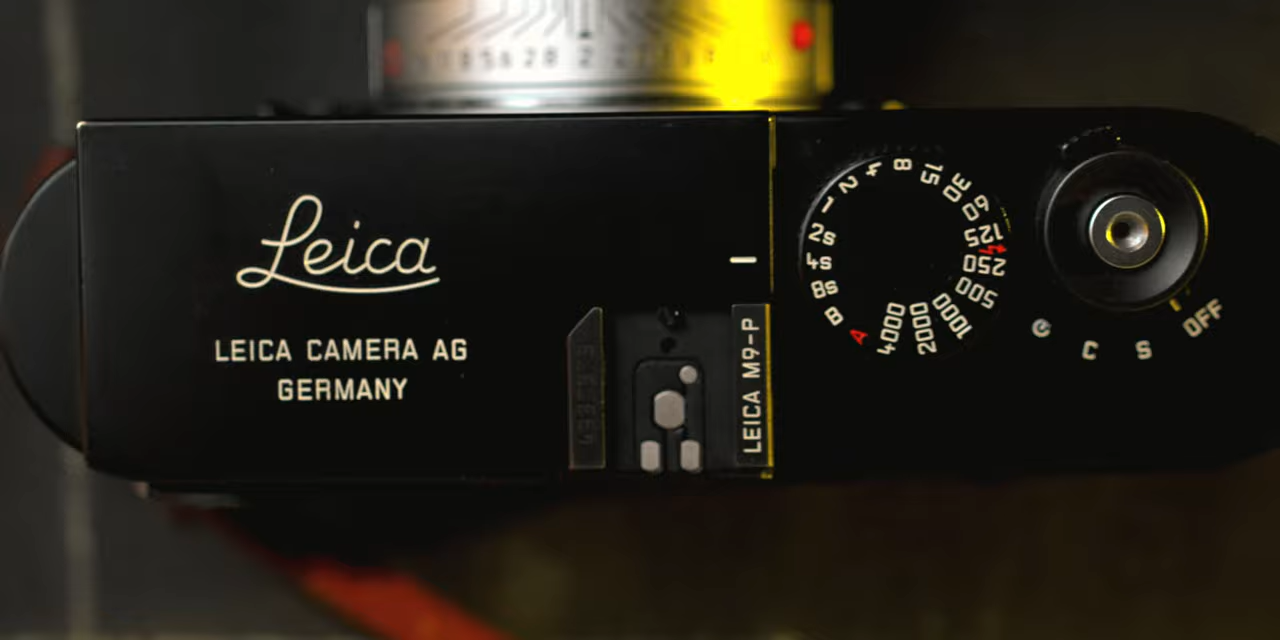 Leica
LEICA CAMERA AG
GERMANY
LEICA M9-P
1 2 4 8 15 30 60 125 250 500 1000 2000 4000 A B 8s 4s 2s
C S OFF